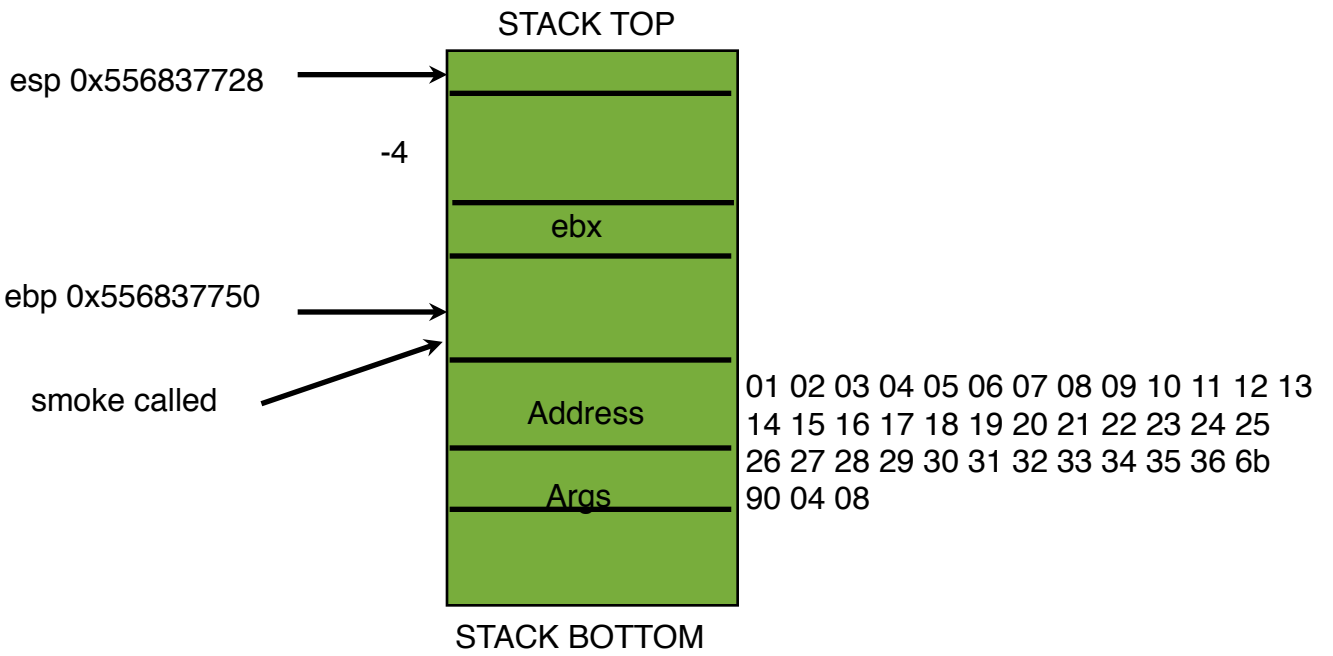 STACK TOP
esp 0x556837728
-4
ebx
ebp 0x556837750
smoke called
Address
01 02 03 04 05 06 07 08 09 10 11 12 13
14 15 16 17 18 19 20 21 22 23 24 25
26 27 28 29 30 31 32 33 34 35 36 6b
90 04 08
Args
STACK BOTTOM